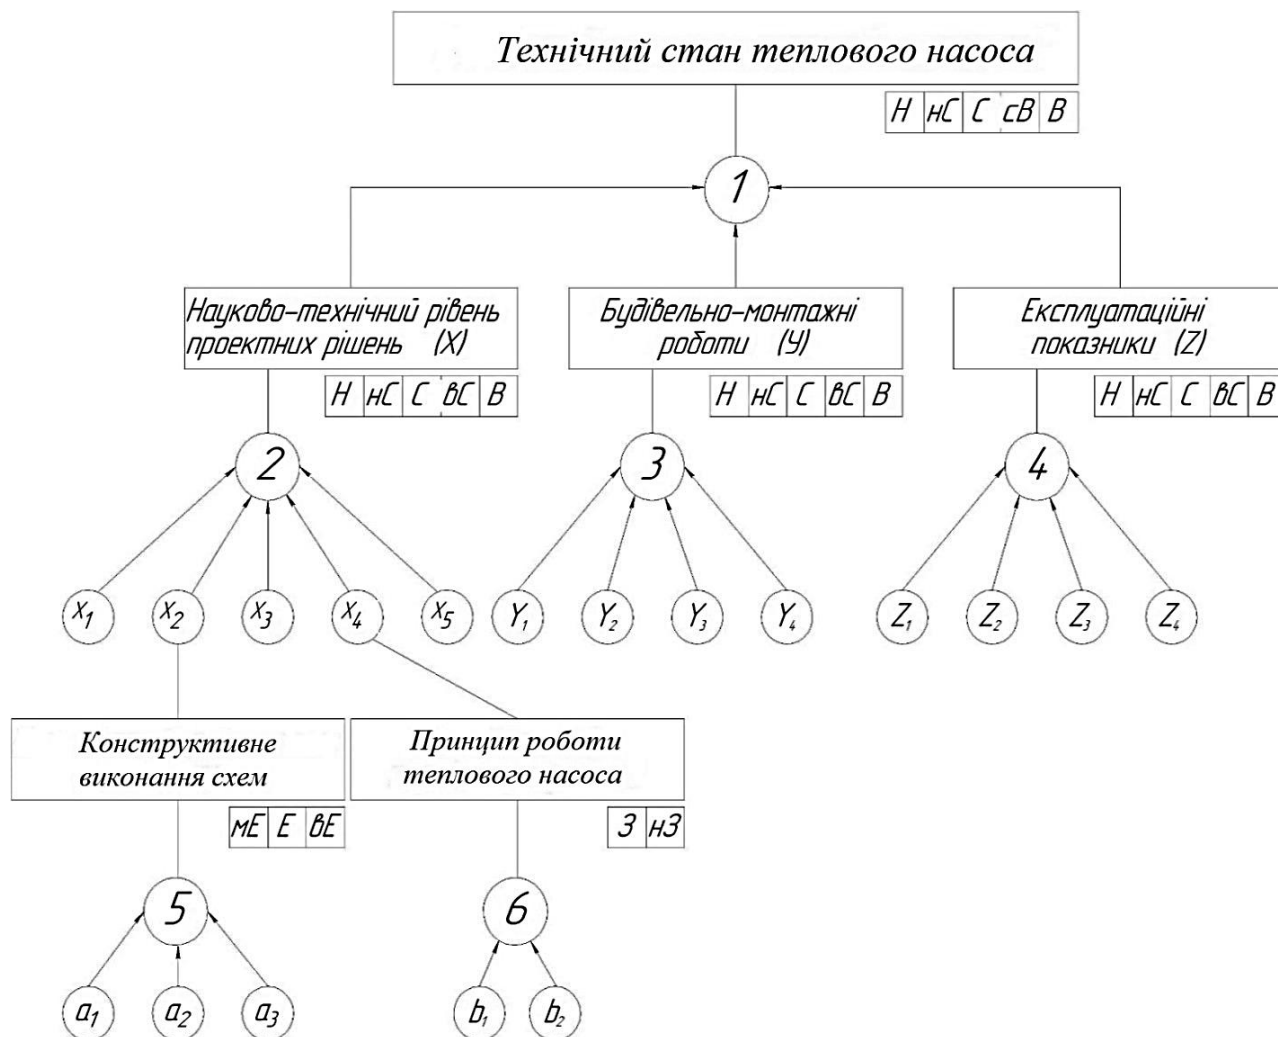 Технічний стан теплового насоса
Н нС С сВ В
1
Науково-технічний рівень
проектних рішень (X)
Н нС С вС В
Будівельно-монтажні
роботи (У)
Н нС С вС В
Експлуатаційні
показники (Z)
Н нС С вС В
2
3
4
X1 X2 X3 X4 X5
Y1 Y2 Y3 Y4
Z1 Z2 Z3 Z4
Конструктивне
виконання схем
мЕ Е вЕ
Принцип роботи
теплового насоса
З нЗ
5
6
a1 a2 a3
b1 b2